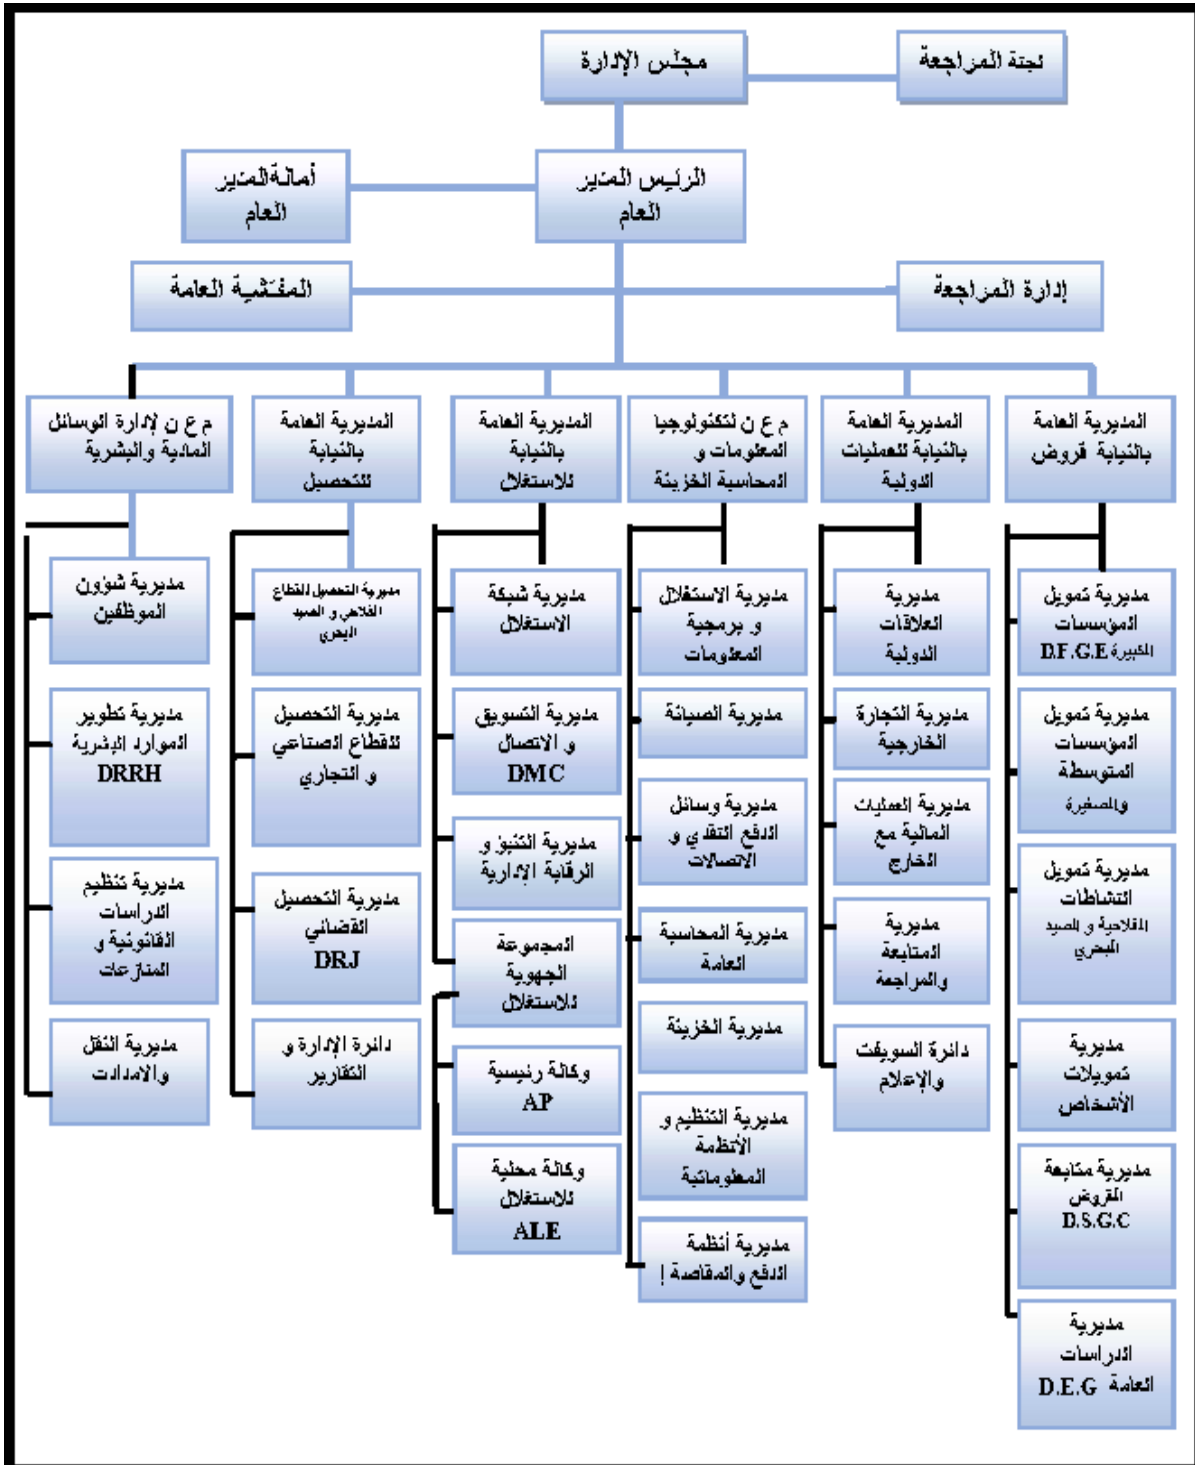 مجلس الإدارة
لجنة المراجعة
الرئيس المدير
العام
أمانة المدير
العام
المفتشية العامة
إدارة المراجعة
المديرية العامة
بالنيابة قروض
المديرية العامة
بالنيابة للعمليات
الدولية
م ع ن لتكنولوجيا
المعلومات و
المحاسبة الخزينة
المديرية العامة
بالنيابة
للاستغلال
المديرية العامة
بالنيابة
للتحصيل
م ع ن لإدارة الوسائل
المادية والبشرية
مديرية تمويل
المؤسسات
الكبيرة D.F.G.E
مديرية تمويل
المؤسسات
المتوسطة
والصغيرة
مديرية تمويل
النشاطات
الفلاحية و الصيد
البحري
مديرية
تمويلات
الأشخاص
مديرية متابعة
القروض
D.S.G.C
مديرية
الدراسات
العامة D.E.G
مديرية
العلاقات
الدولية
مديرية التجارة
الخارجية
مديرية العمليات
المالية مع
الخارج
مديرية
المتابعة
والمراجعة
دائرة السويفت
والإعلام
مديرية الاستغلال
و برمجية
المعلومات
مديرية الصيانة
مديرية وسائل
الدفع النقدي و
الاتصالات
مديرية المحاسبة
العامة
مديرية الخزينة
مديرية التنظيم و
الأنظمة
المعلوماتية
مديرية أنظمة
الدفع والمقاصة إ
مديرية شبكة
الاستغلال
مديرية التسويق
و الاتصال
DMC
مديرية التنبؤ و
الرقابة الإدارية
المجموعة
الجهوية
للاستغلال
وكالة رئيسية
AP
وكالة محلية
للاستغلال
ALE
مديرية التحصيل للقطاع
الفلاحي و الصيد
البحري
مديرية التحصيل
للقطاع الصناعي
و التجاري
مديرية التحصيل
القضائي
DRJ
دائرة الإدارة و
التقارير
مديرية شؤون
الموظفين
مديرية تطوير
الموارد البشرية
DRRH
مديرية تنظيم
الدراسات
القانونية و
المنازعات
مديرية النقل
والامدادت